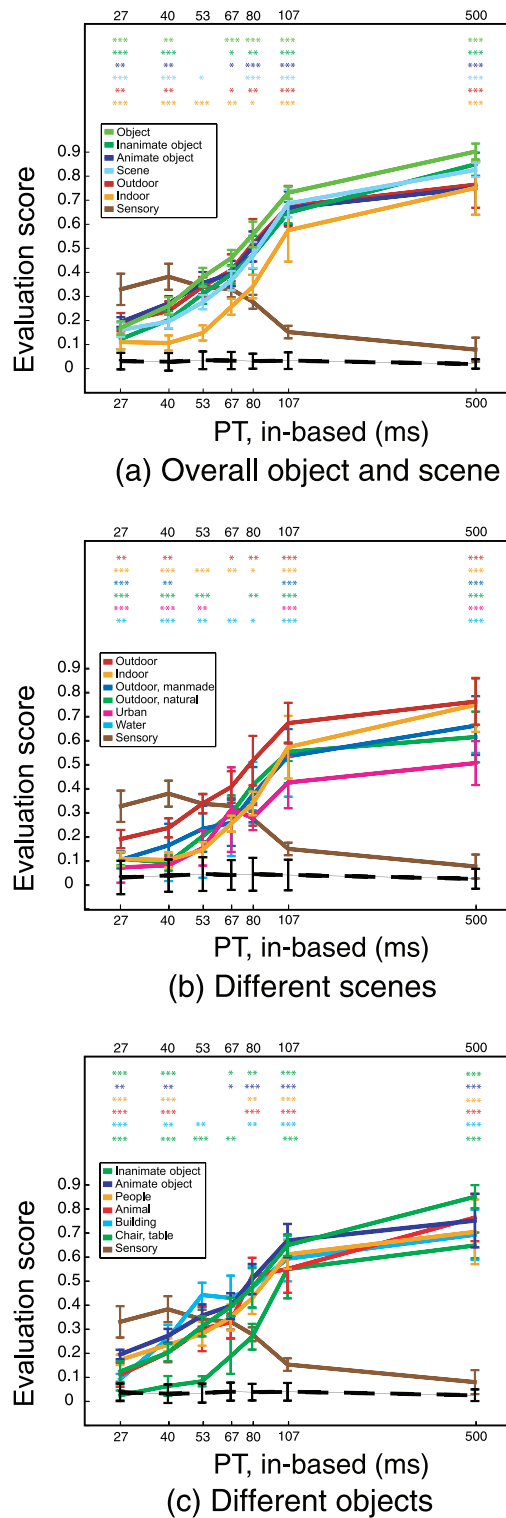 27 40 53 67 80 107 500
*** ** *** *** *** ***
*** *** * ** *** ***
** ** * *** *** ***
*** *** * *** *** ***
** ** * ** *** ***
*** *** *** ** * *** ***
Object
Inanimate object
Animate object
Scene
Outdoor
Indoor
Sensory
Evaluation score
0.9
0.8
0.7
0.6
0.5
0.4
0.3
0.2
0.1
0
27 40 53 67 80 107 500
PT, in-based (ms)
(a) Overall object and scene
27 40 53 67 80 107 500
** ** * ** *** ***
*** *** *** ** * *** ***
*** ** *** ***
*** *** *** ** *** ***
*** *** ** *** ***
** *** ** ** * *** ***
Outdoor
Indoor
Outdoor, manmade
Outdoor, natural
Urban
Water
Sensory
Evaluation score
0.9
0.8
0.7
0.6
0.5
0.4
0.3
0.2
0.1
0
27 40 53 67 80 107 500
PT, in-based (ms)
(b) Different scenes
27 40 53 67 80 107 500
*** *** * ** *** ***
** ** * *** *** ***
*** *** ** *** ***
*** *** *** *** ***
** ** ** ** *** ***
*** *** *** ** *** ***
Inanimate object
Animate object
People
Animal
Building
Chair, table
Sensory
Evaluation score
0.9
0.8
0.7
0.6
0.5
0.4
0.3
0.2
0.1
0
27 40 53 67 80 107 500
PT, in-based (ms)
(c) Different objects